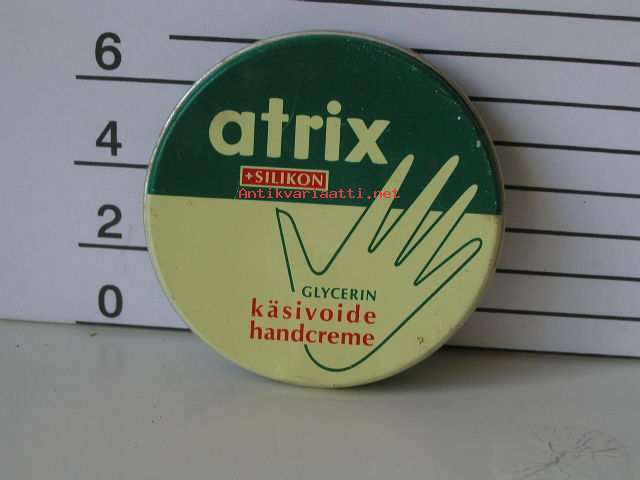 6
4
2
0
atrix
+SILIKON
Antikvariaatti.net
GLYCERIN
käsivoide
handcreme